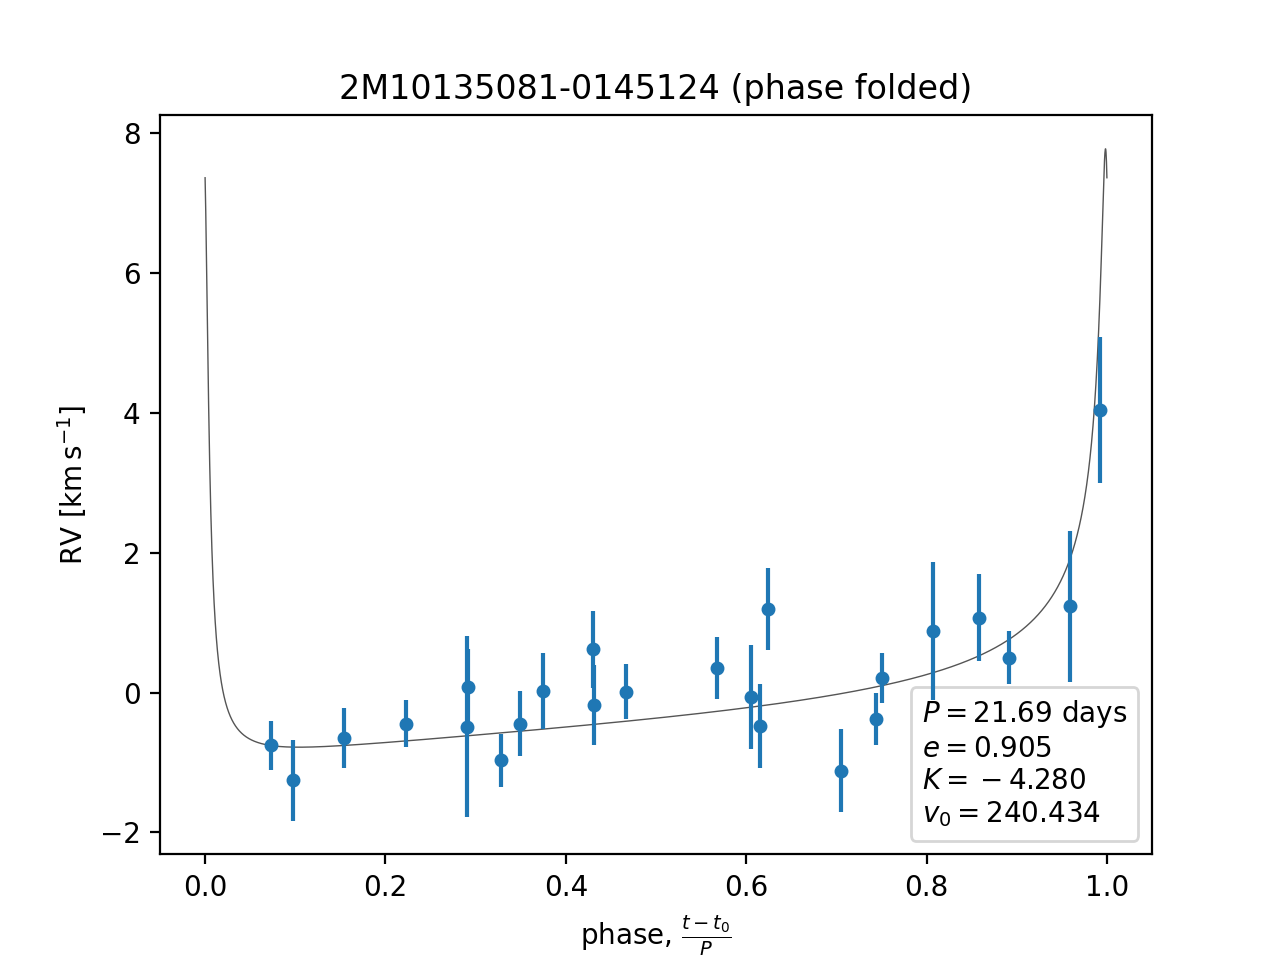 2M10135081-0145124 (phase folded)
RV [km s⁻¹]
8
6
4
2
0
−2
0.0 0.2 0.4 0.6 0.8 1.0
phase, (t − t₀)/P
P = 21.69 days
e = 0.905
K = −4.280
v₀ = 240.434